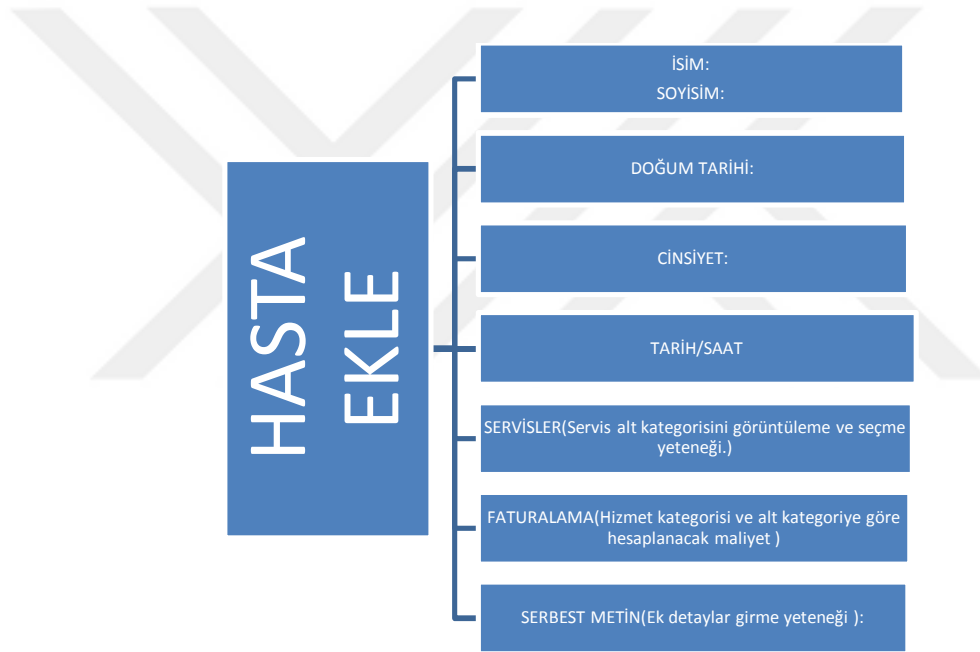 HASTA
EKLE
İSİM:
SOYİSİM:
DOĞUM TARİHİ:
CİNSİYET:
TARİH/SAAT
SERVİSLER(Servis alt kategorisini görüntüleme ve seçme
yeteneği.)
FATURALAMA(Hizmet kategorisi ve alt kategoriye göre
hesaplanacak maliyet )
SERBEST METİN(Ek detaylar girme yeteneği ):